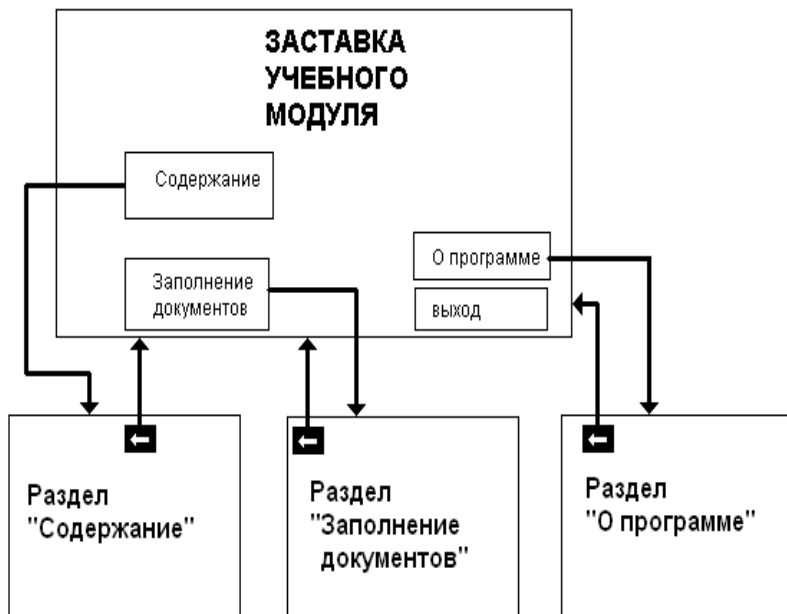 ЗАСТАВКА
УЧЕБНОГО
МОДУЛЯ
Содержание
О программе
Заполнение
документов
выход
Раздел
"Содержание"
Раздел
"Заполнение
документов"
Раздел
"О программе"